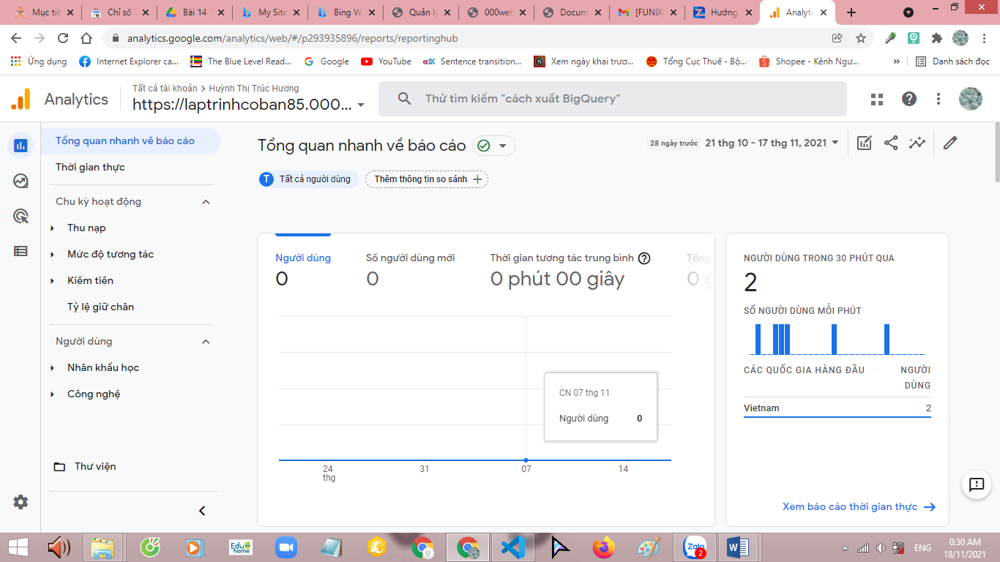 Mục tiê
Chỉ số T
Bài 14 T
My Site
Bing W
Quản lý
000web
Docum
[FUNiX]
Hướng
Analyti
analytics.google.com/analytics/web/#/p293935896/reports/reportinghub
Ứng dụng
Internet Explorer ca...
The Blue Level Read...
Google
YouTube
edX
Sentence transition...
Xem ngày khai trươ...
Tổng Cục Thuế - Bộ...
Shopee - Kênh Ngư...
»
Danh sách đọc
Analytics
Tất cả tài khoản > Huỳnh Thị Trúc Hương
https://laptrinhcoban85.000...
Thử tìm kiếm "cách xuất BigQuery"
Tổng quan nhanh về báo cáo
Thời gian thực
Chu kỳ hoạt động
Thu nạp
Mức độ tương tác
Kiếm tiền
Tỷ lệ giữ chân
Người dùng
Nhân khẩu học
Công nghệ
Thư viện
Tổng quan nhanh về báo cáo
28 ngày trước 21 thg 10 - 17 thg 11, 2021
T Tất cả người dùng
Thêm thông tin so sánh
Người dùng
0
Số người dùng mới
0
Thời gian tương tác trung bình
0 phút 00 giây
Tổng
0 g
CN 07 thg 11
Người dùng 0
24
thg
31
07
14
NGƯỜI DÙNG TRONG 30 PHÚT QUA
2
SỐ NGƯỜI DÙNG MỖI PHÚT
CÁC QUỐC GIA HÀNG ĐẦU
NGƯỜI
DÙNG
Vietnam 2
Xem báo cáo thời gian thực
Edu
home
Zalo
2
ENG
0:30 AM
18/11/2021